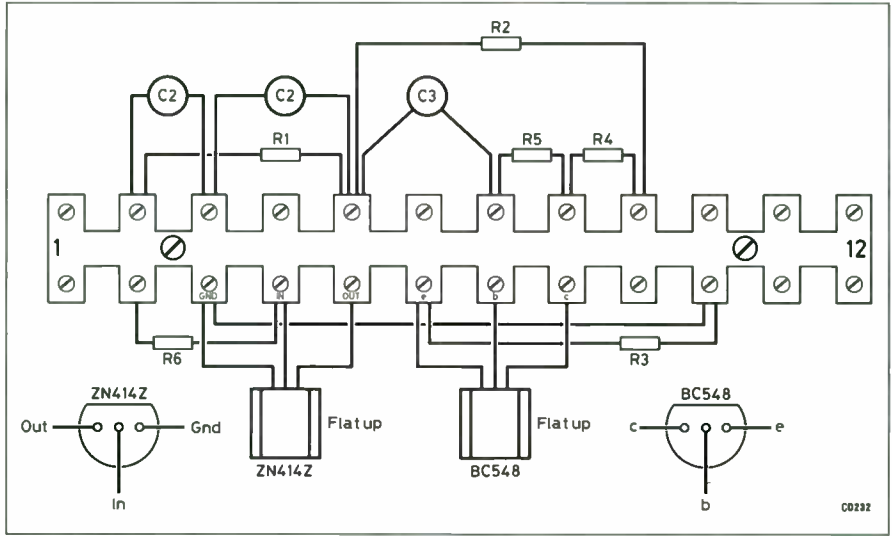 R2
C2
C2
C3
R1
R5
R4
1
12
GND
IN
OUT
e
b
c
R6
R3
ZN414Z
BC548
Out
Gnd
Flat up
Flat up
c
e
ZN414Z
BC548
In
b
CD232